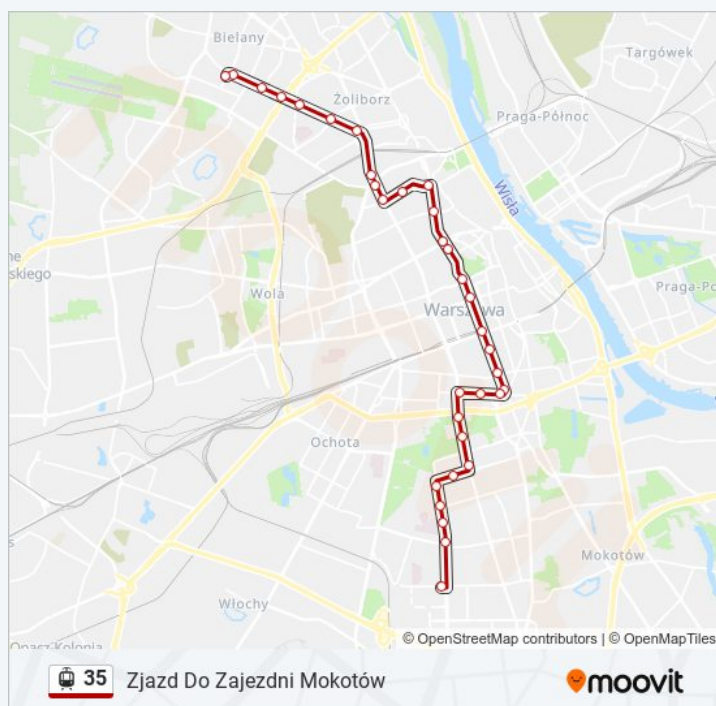 Bielany
Targówek
Żoliborz
Praga-Północ
Wisła
ne
skiego
Wola
Praga-Po
Warszawa
Ochota
Mokotów
s
Włochy
Opacz-Kolonia
© OpenStreetMap contributors | © OpenMapTiles
35 Zjazd Do Zajezdni Mokotów
moovit